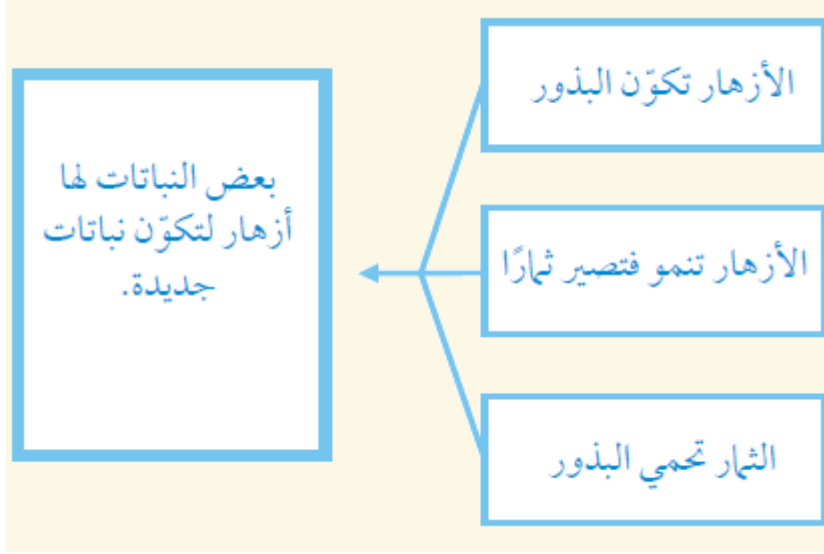 الأزهار تكوّن البذور
الأزهار تنمو فتصير ثمارًا
الثمار تحمي البذور
بعض النباتات لها
أزهار لتكوّن نباتات
جديدة.